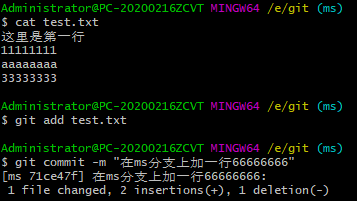 Administrator@PC-20200216ZCVT MINGW64 /e/git (ms)
$ cat test.txt
这里是第一行
11111111
aaaaaaaa
33333333
Administrator@PC-20200216ZCVT MINGW64 /e/git (ms)
$ git add test.txt
Administrator@PC-20200216ZCVT MINGW64 /e/git (ms)
$ git commit -m "在ms分支上加一行66666666"
[ms 71ce47f] 在ms分支上加一行66666666:
1 file changed, 2 insertions(+), 1 deletion(-)